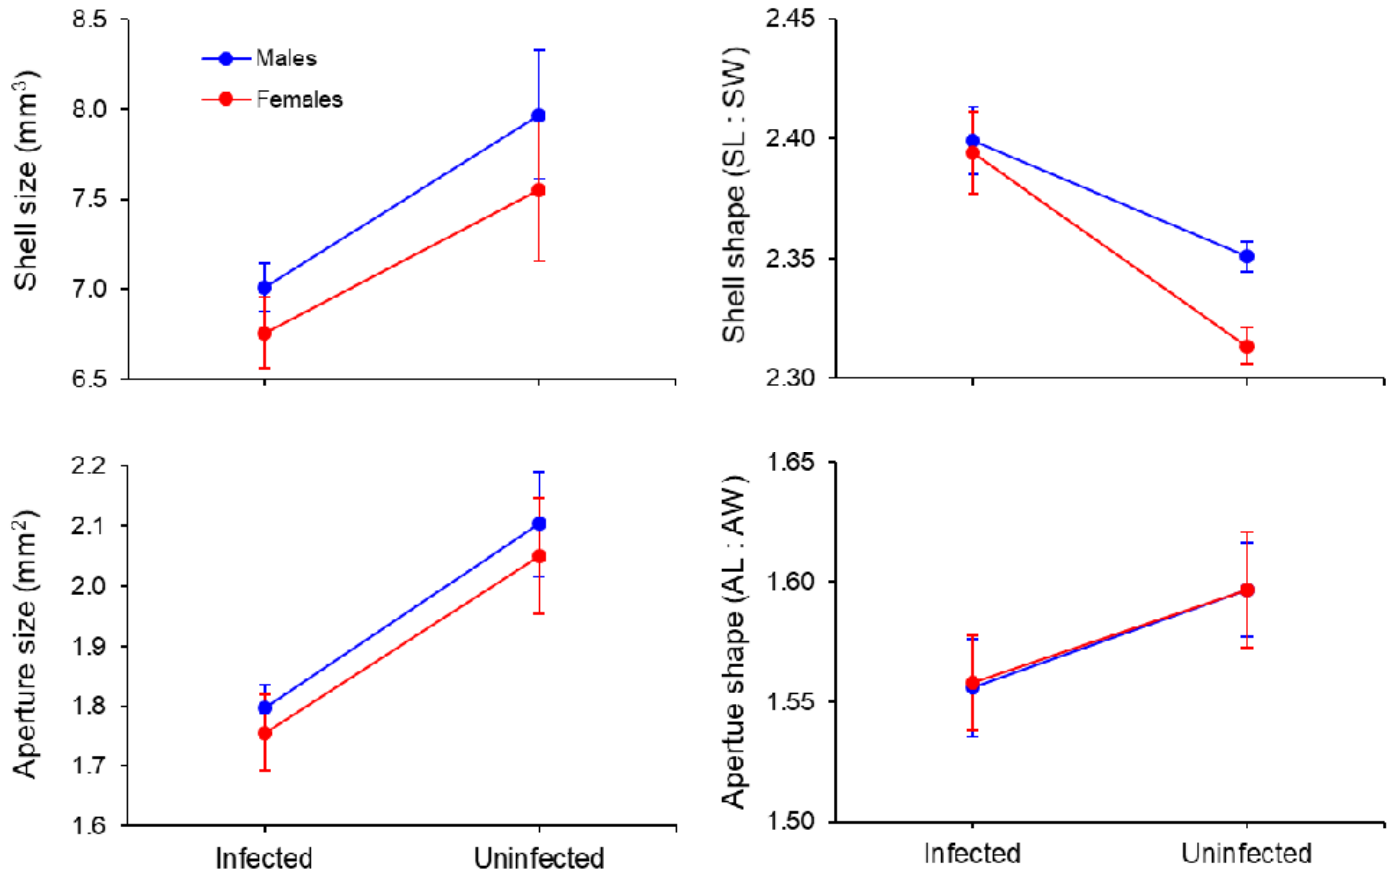 8.5
8.0
7.5
7.0
6.5
Shell size (mm³)
Males
Females
2.45
2.40
2.35
2.30
Shell shape (SL : SW)
2.2
2.1
2.0
1.9
1.8
1.7
1.6
Aperture size (mm²)
Infected
Uninfected
1.65
1.60
1.55
1.50
Apertue shape (AL : AW)
Infected
Uninfected